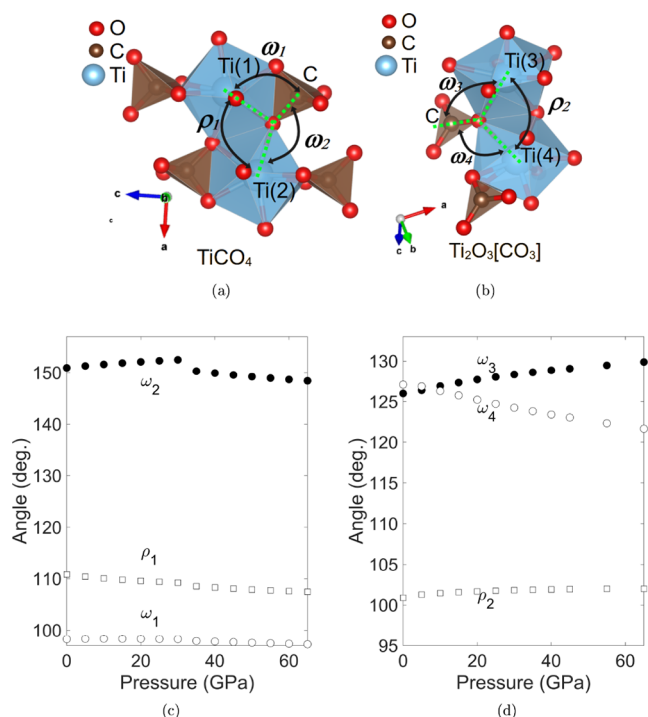 O
C
Ti
Ti(1)
ω₁
C
ρ₁
ω₂
Ti(2)
c
b
a
c
TiCO₄
(a)
O
C
Ti
Ti(3)
ω₃
ρ₂
C
ω₄
Ti(4)
a
b
c
Ti₂O₃[CO₃]
(b)
150
140
130
120
110
100
Angle (deg.)
ω₂
ρ₁
ω₁
0 20 40 60
Pressure (GPa)
(c)
130
125
120
115
110
105
100
95
Angle (deg.)
ω₃
ω₄
ρ₂
0 20 40 60
Pressure (GPa)
(d)